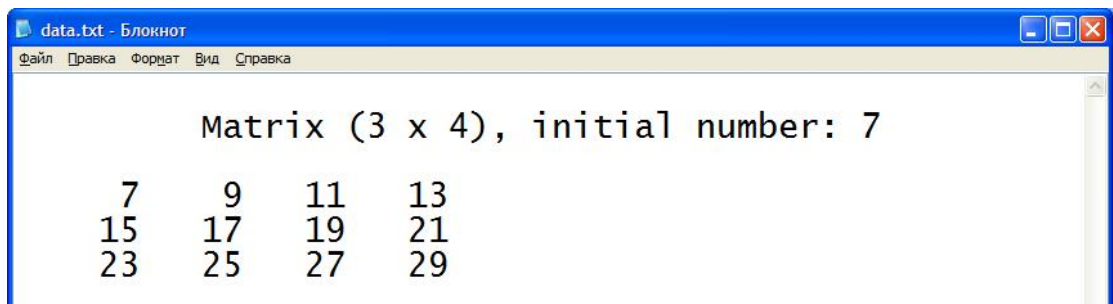 data.txt - Блокнот
Файл Правка Формат Вид Справка
Matrix (3 x 4), initial number: 7
7 9 11 13
15 17 19 21
23 25 27 29